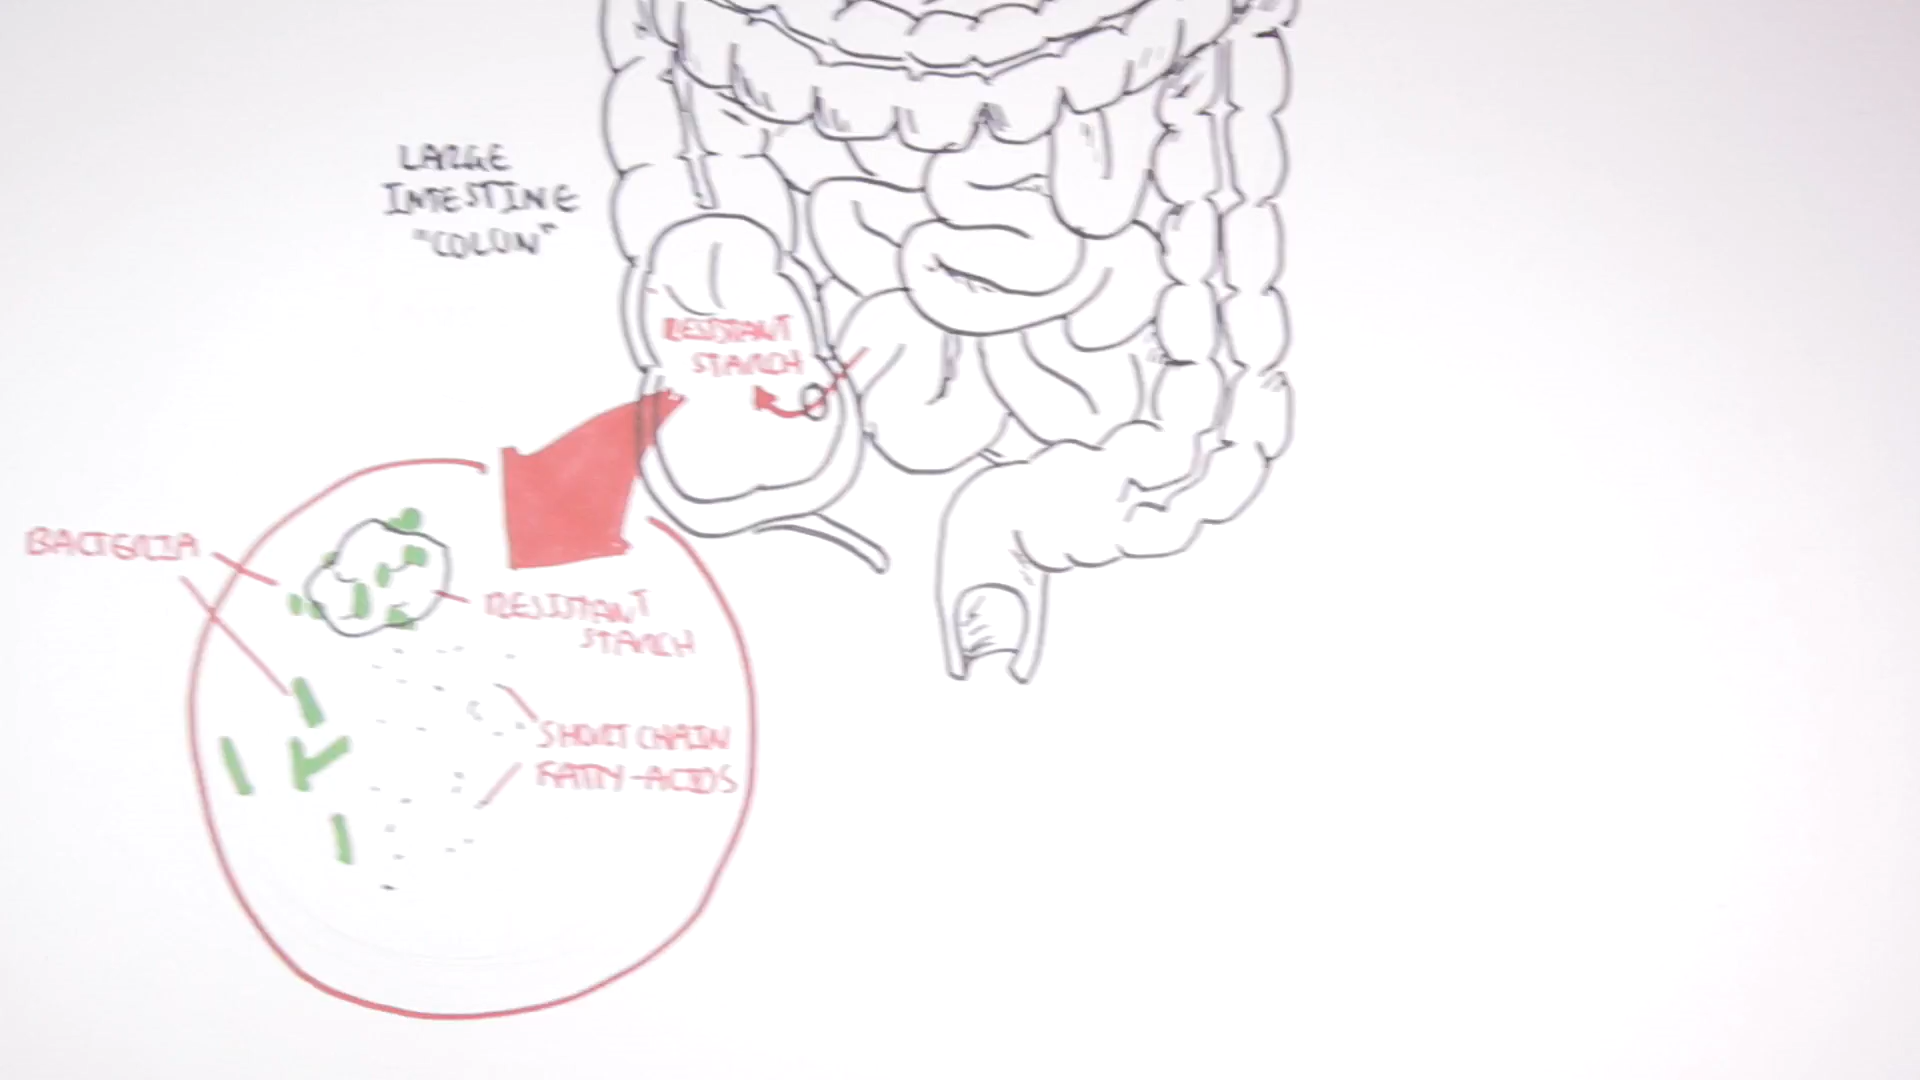 LARGE
INTESTINE
"COLON"
RESISTANT
STARCH
BACTERIA
RESISTANT
STARCH
SHORT CHAIN
FATTY-ACIDS